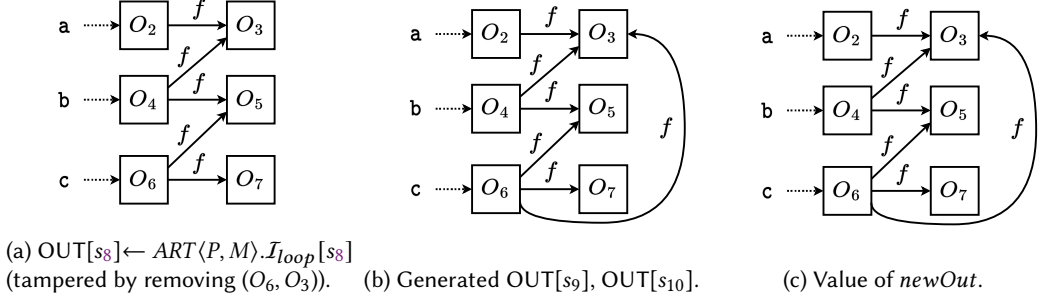 a O₂ f O₃
f
b O₄ f O₅
f
c O₆ f O₇
(a) OUT[s₈]← ART⟨P, M⟩.ℐ_loop[s₈]
(tampered by removing (O₆, O₃)).
a O₂ f O₃
f
b O₄ f O₅
f f
c O₆ f O₇
(b) Generated OUT[s₉], OUT[s₁₀].
a O₂ f O₃
f
b O₄ f O₅
f f
c O₆ f O₇
(c) Value of newOut.